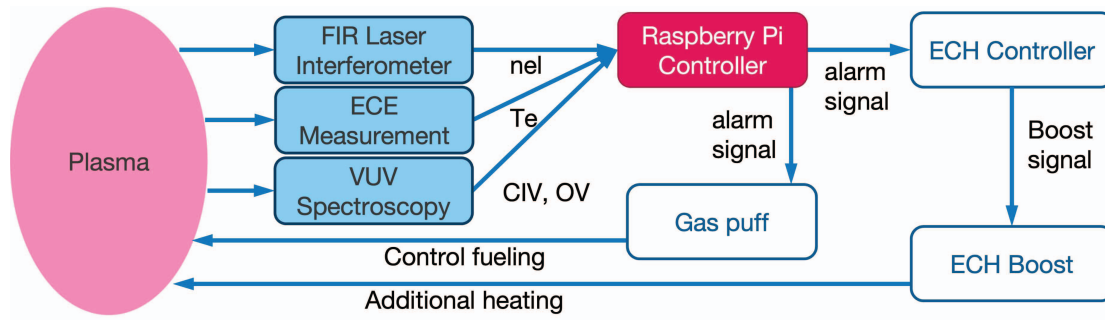 FIR Laser
Interferometer
nel
Raspberry Pi
Controller
alarm
signal
ECH Controller
ECE
Measurement
Te
alarm
signal
Boost
signal
Plasma
VUV
Spectroscopy
CIV, OV
Gas puff
Control fueling
ECH Boost
Additional heating